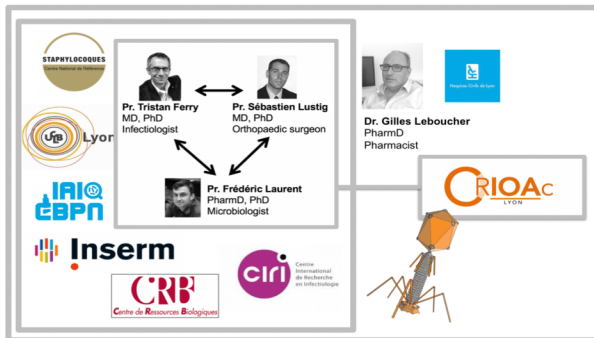 STAPHYLOCOQUES
Centre National de Référence
UCB Lyon
IAI
EBPN
Inserm
CRB
Centre de Ressources Biologiques
ciri
Centre
International
de Recherche
en Infectiologie
Pr. Tristan Ferry
MD, PhD
Infectiologist
Pr. Sébastien Lustig
MD, PhD
Orthopaedic surgeon
Pr. Frédéric Laurent
PharmD, PhD
Microbiologist
Hospices Civils de Lyon
Dr. Gilles Leboucher
PharmD
Pharmacist
CRIOAc
LYON